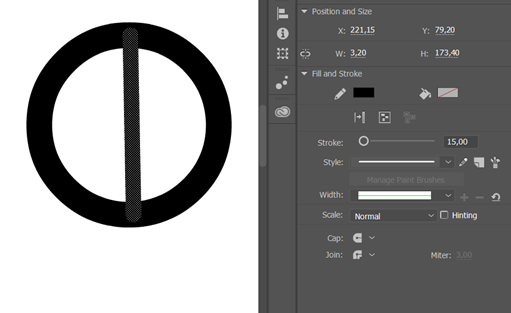 Position and Size
X: 221,15 Y: 79,20
W: 3,20 H: 173,40
Fill and Stroke
Stroke: 15,00
Style:
Manage Paint Brushes
Width:
Scale: Normal Hinting
Cap:
Join: Miter: 3,00